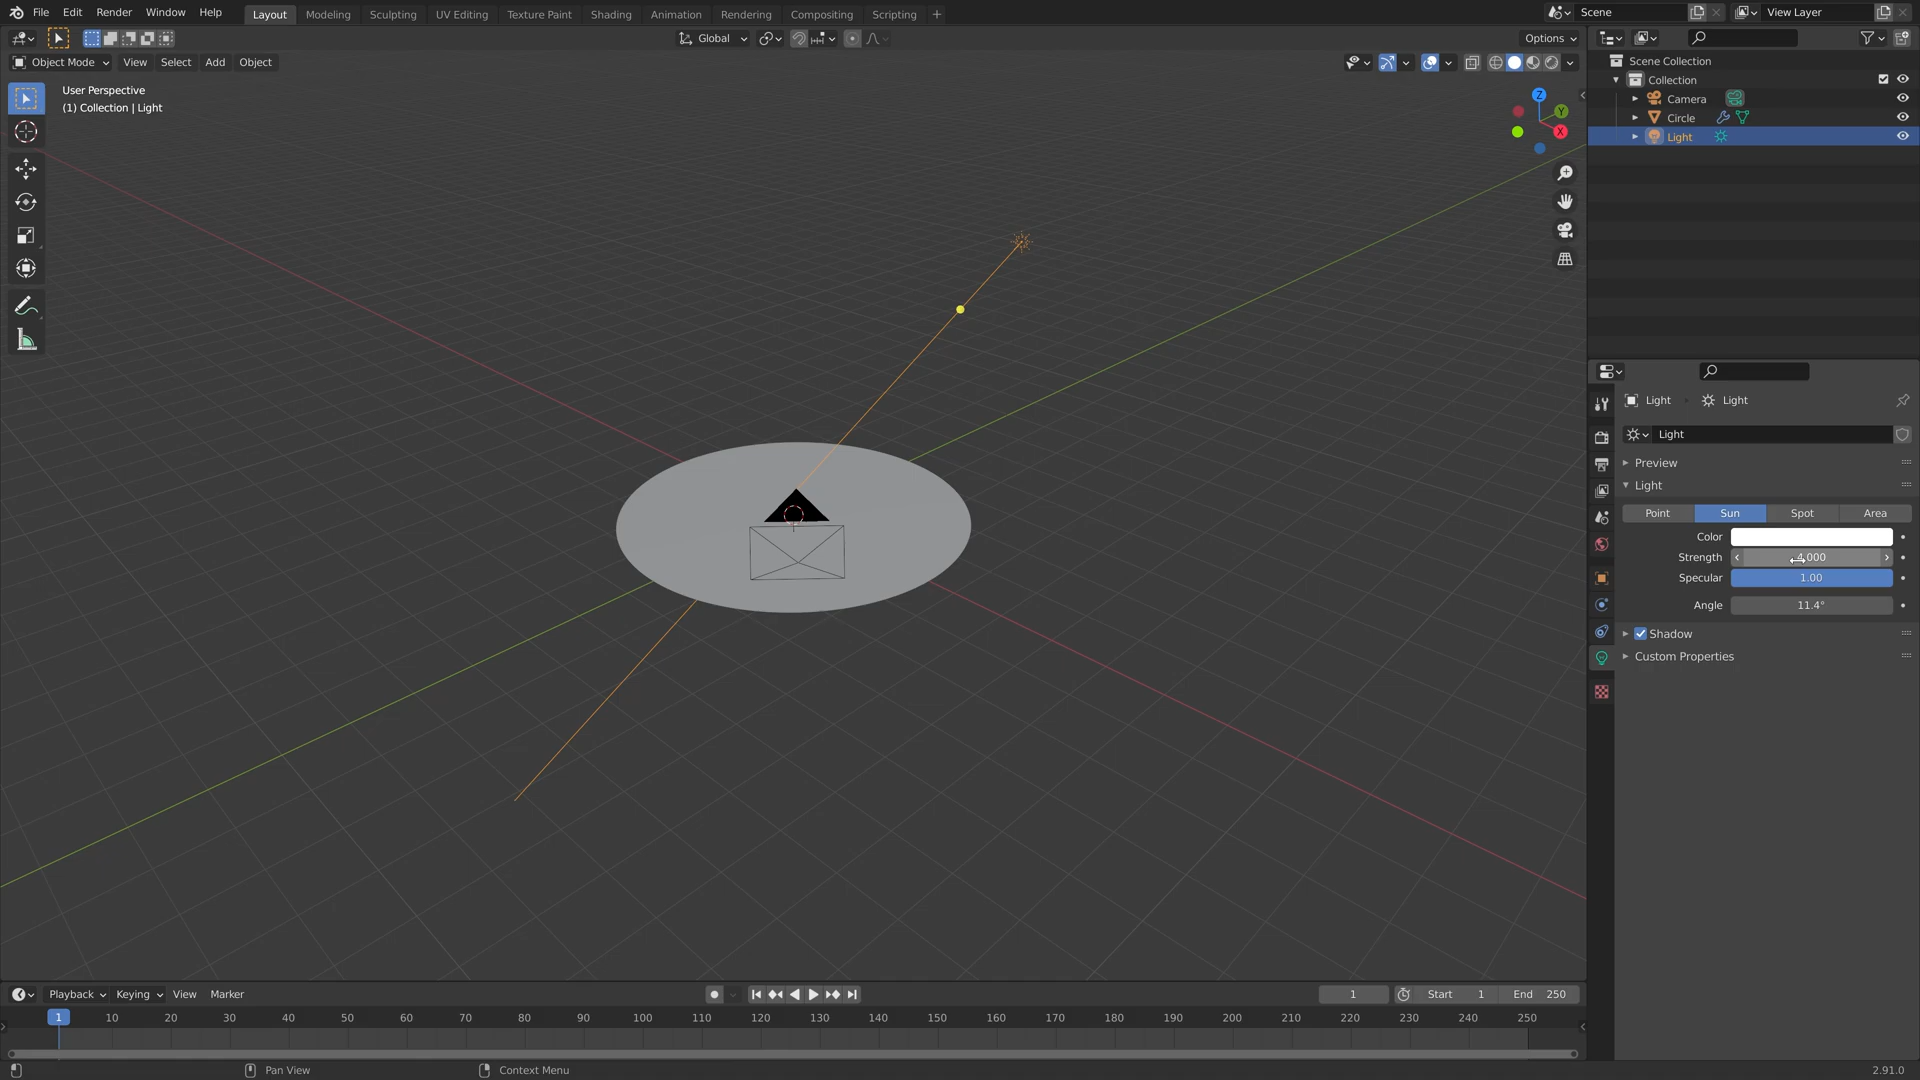 File Edit Render Window Help Layout Modeling Sculpting UV Editing Texture Paint Shading Animation Rendering Compositing Scripting + Scene View Layer
Global Options
Object Mode View Select Add Object
User Perspective
(1) Collection | Light
Z
Y
X
Scene Collection
Collection
Camera
Circle
Light
Light Light
Light
Preview
Light
Point Sun Spot Area
Color
Strength 4.000
Specular 1.00
Angle 11.4°
Shadow
Custom Properties
Playback Keying View Marker 1 Start 1 End 250
1 10 20 30 40 50 60 70 80 90 100 110 120 130 140 150 160 170 180 190 200 210 220 230 240 250
Pan View Context Menu 2.91.0